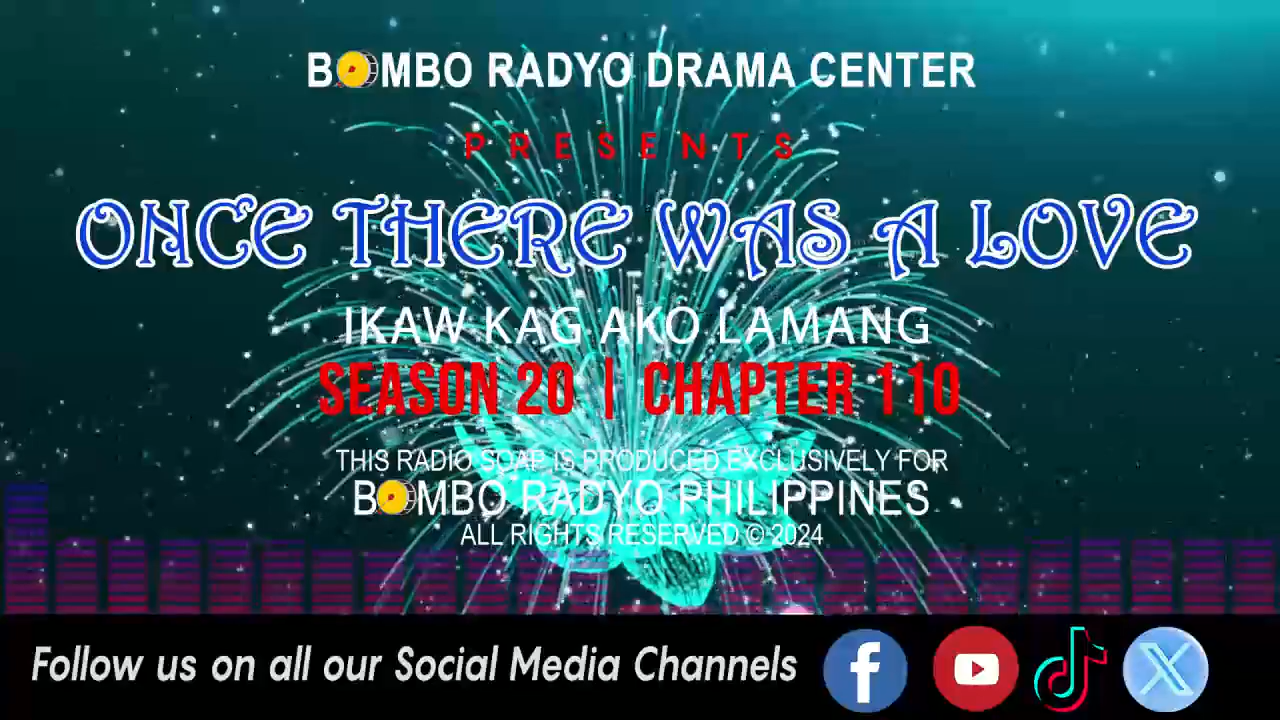 BOMBO RADYO DRAMA CENTER
PRESENTS
ONCE THERE WAS A LOVE
IKAW KAG AKO LAMANG
SEASON 20 | CHAPTER 110
THIS RADIO SOAP IS PRODUCED EXCLUSIVELY FOR
BOMBO RADYO PHILIPPINES
ALL RIGHTS RESERVED © 2024
Follow us on all our Social Media Channels